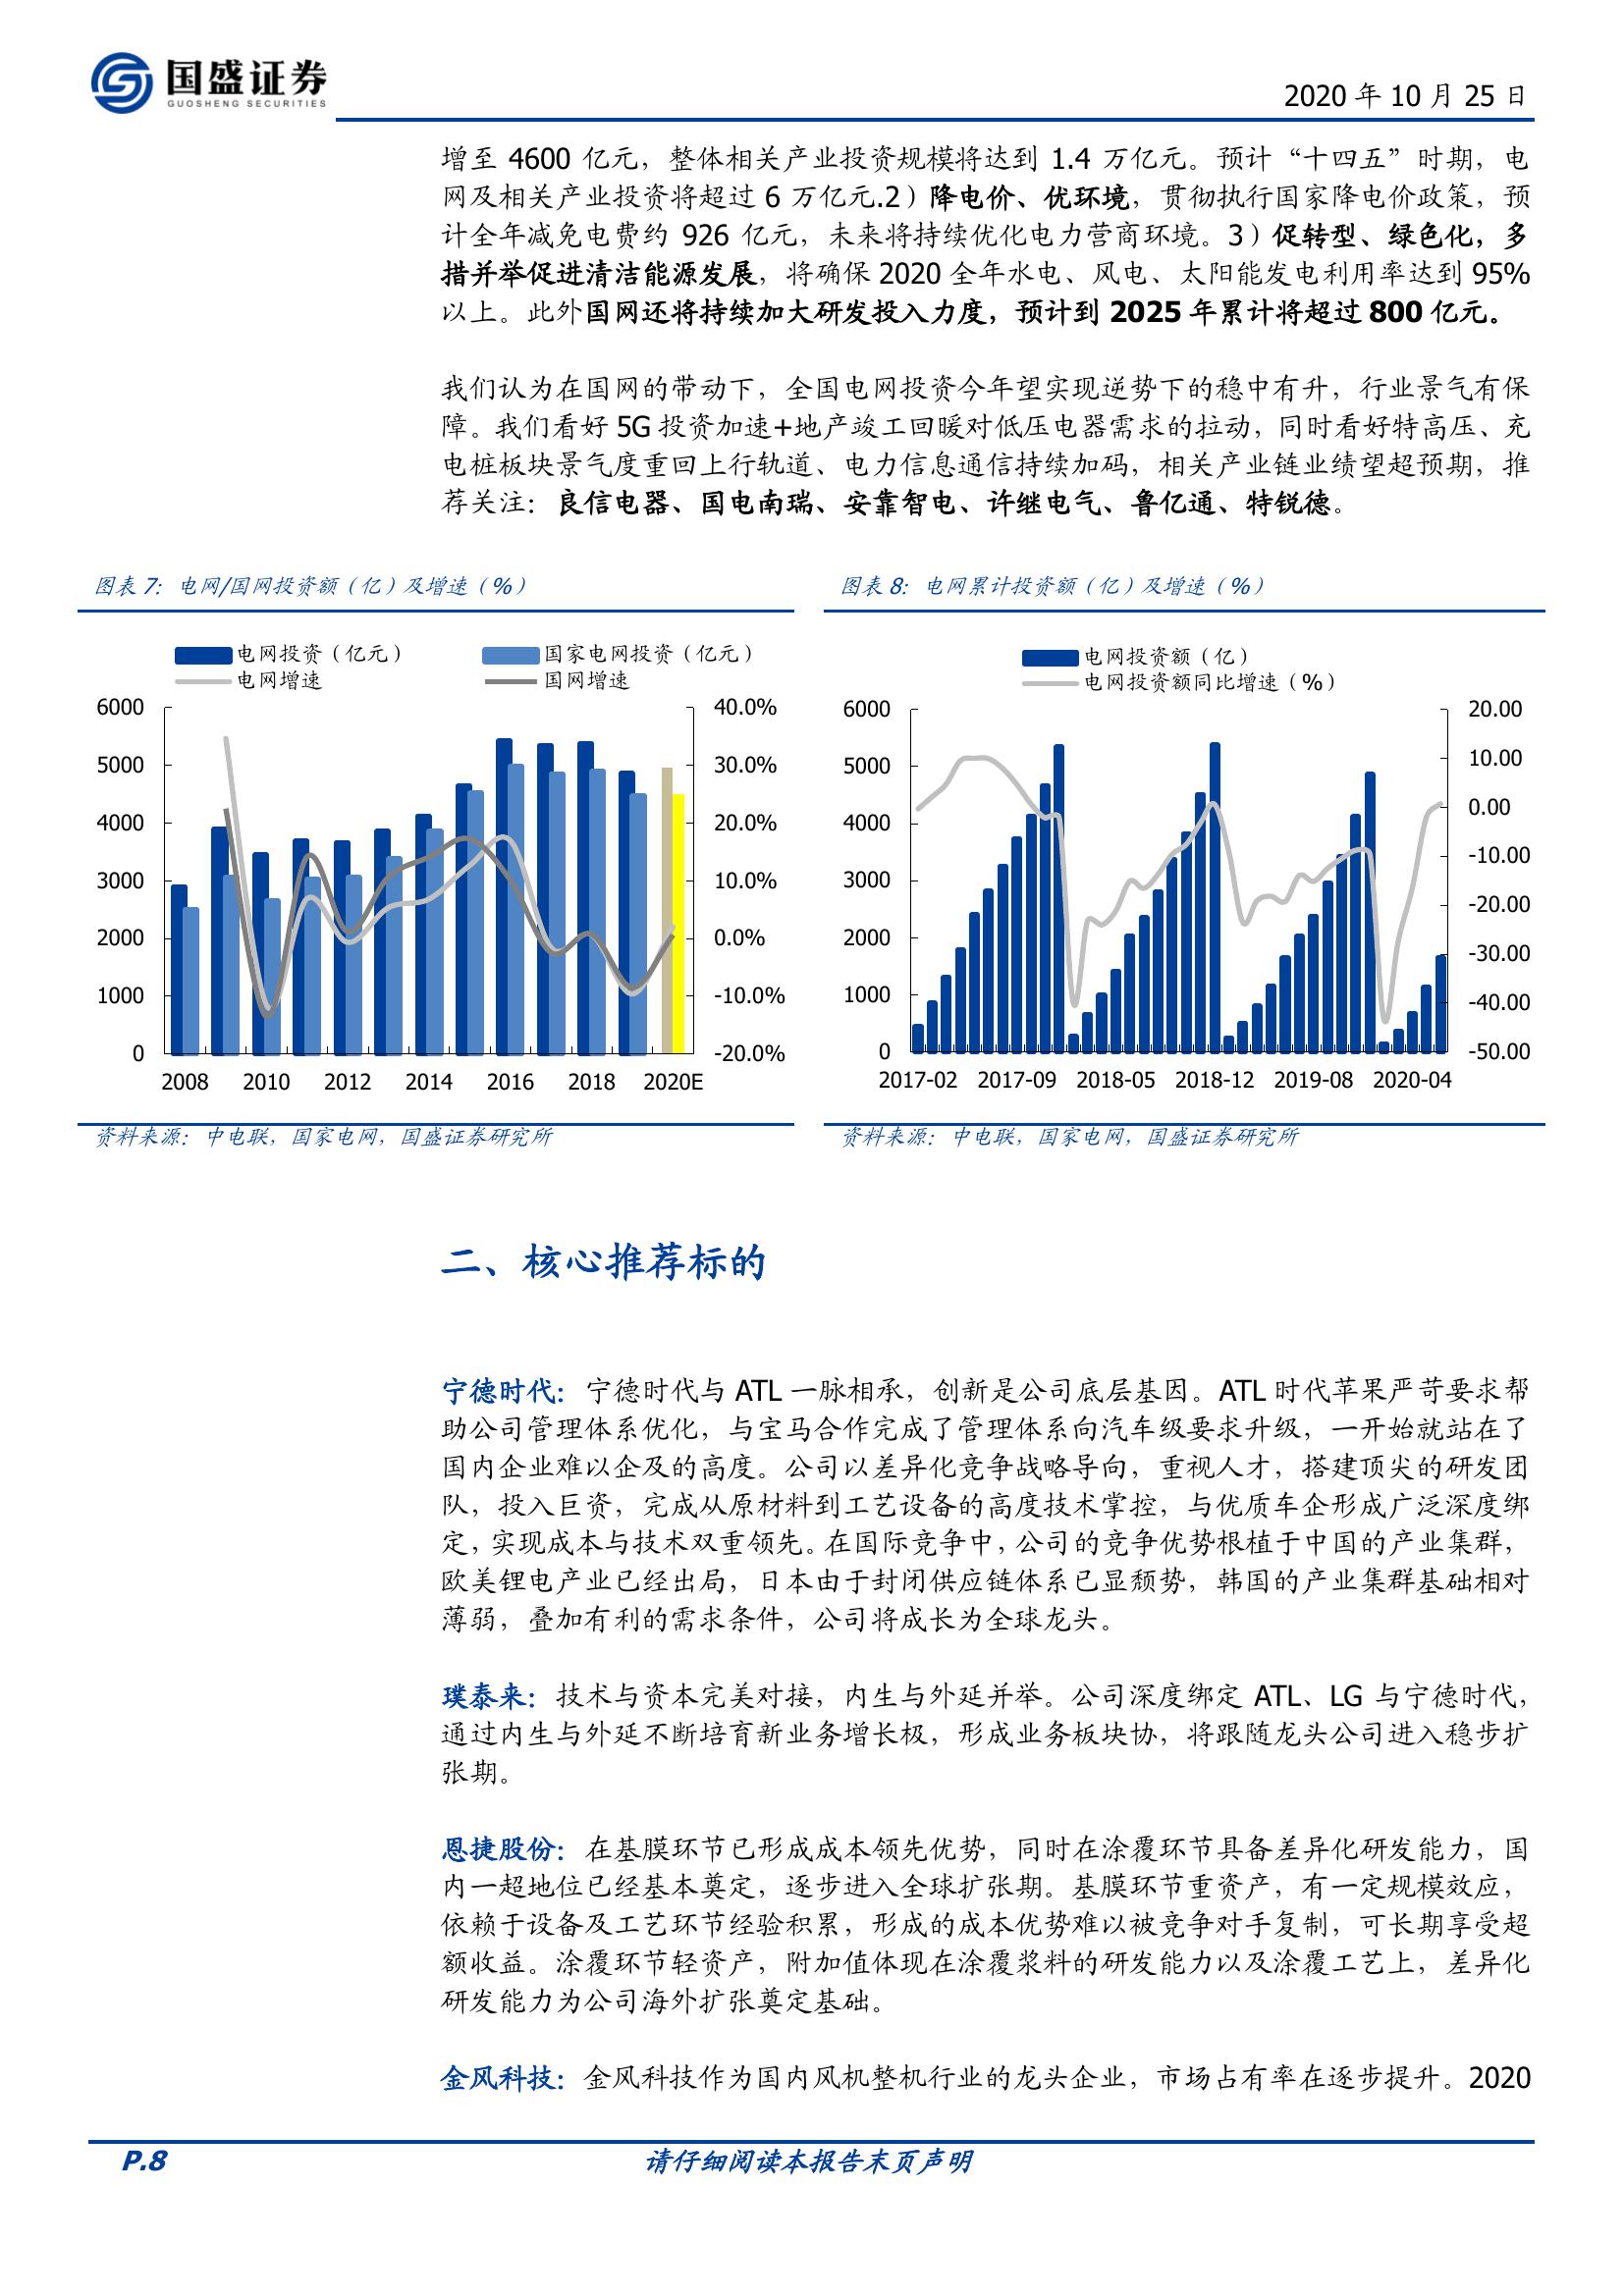 国盛证券
GUOSHENG SECURITIES
2020 年 10 月 25 日
增至 4600 亿元，整体相关产业投资规模将达到 1.4 万亿元。预计“十四五”时期，电
网及相关产业投资将超过 6 万亿元.2）降电价、优环境，贯彻执行国家降电价政策，预
计全年减免电费约 926 亿元，未来将持续优化电力营商环境。3）促转型、绿色化，多
措并举促进清洁能源发展，将确保 2020 全年水电、风电、太阳能发电利用率达到 95%
以上。此外国网还将持续加大研发投入力度，预计到 2025 年累计将超过 800 亿元。
我们认为在国网的带动下，全国电网投资今年望实现逆势下的稳中有升，行业景气有保
障。我们看好 5G 投资加速+地产竣工回暖对低压电器需求的拉动，同时看好特高压、充
电桩板块景气度重回上行轨道、电力信息通信持续加码，相关产业链业绩望超预期，推
荐关注：良信电器、国电南瑞、安靠智电、许继电气、鲁亿通、特锐德。
图表 7：电网/国网投资额（亿）及增速（%）
电网投资（亿元）
国家电网投资（亿元）
电网增速
国网增速
6000
5000
4000
3000
2000
1000
0
40.0%
30.0%
20.0%
10.0%
0.0%
-10.0%
-20.0%
2008 2010 2012 2014 2016 2018 2020E
资料来源：中电联，国家电网，国盛证券研究所
图表 8：电网累计投资额（亿）及增速（%）
电网投资额（亿）
电网投资额同比增速（%）
6000
5000
4000
3000
2000
1000
0
20.00
10.00
0.00
-10.00
-20.00
-30.00
-40.00
-50.00
2017-02 2017-09 2018-05 2018-12 2019-08 2020-04
资料来源：中电联，国家电网，国盛证券研究所
二、核心推荐标的
宁德时代：宁德时代与 ATL 一脉相承，创新是公司底层基因。ATL 时代苹果严苛要求帮
助公司管理体系优化，与宝马合作完成了管理体系向汽车级要求升级，一开始就站在了
国内企业难以企及的高度。公司以差异化竞争战略导向，重视人才，搭建顶尖的研发团
队，投入巨资，完成从原材料到工艺设备的高度技术掌控，与优质车企形成广泛深度绑
定，实现成本与技术双重领先。在国际竞争中，公司的竞争优势根植于中国的产业集群，
欧美锂电产业已经出局，日本由于封闭供应链体系已显颓势，韩国的产业集群基础相对
薄弱，叠加有利的需求条件，公司将成长为全球龙头。
璞泰来：技术与资本完美对接，内生与外延并举。公司深度绑定 ATL、LG 与宁德时代，
通过内生与外延不断培育新业务增长极，形成业务板块协，将跟随龙头公司进入稳步扩
张期。
恩捷股份：在基膜环节已形成成本领先优势，同时在涂覆环节具备差异化研发能力，国
内一超地位已经基本奠定，逐步进入全球扩张期。基膜环节重资产，有一定规模效应，
依赖于设备及工艺环节经验积累，形成的成本优势难以被竞争对手复制，可长期享受超
额收益。涂覆环节轻资产，附加值体现在涂覆浆料的研发能力以及涂覆工艺上，差异化
研发能力为公司海外扩张奠定基础。
金风科技：金风科技作为国内风机整机行业的龙头企业，市场占有率在逐步提升。2020
P.8
请仔细阅读本报告末页声明